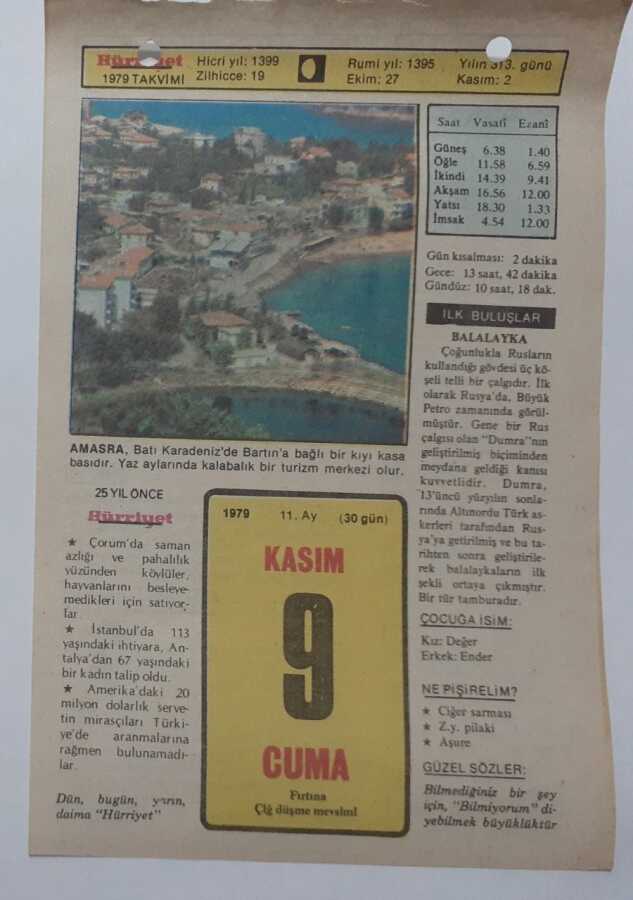 Hürriyet
1979 TAKVİMİ
Hicri yıl: 1399
Zilhicce: 19
Rumi yıl: 1395
Ekim: 27
Yılın 313. günü
Kasım: 2
Saat Vasatî Ezanî
Güneş 6.38 1.40
Öğle 11.58 6.59
İkindi 14.39 9.41
Akşam 16.56 12.00
Yatsı 18.30 1.33
İmsak 4.54 12.00
Gün kısalması: 2 dakika
Gece: 13 saat, 42 dakika
Gündüz: 10 saat, 18 dak.
AMASRA, Batı Karadeniz'de Bartın'a bağlı bir kıyı kasa
basıdır. Yaz aylarında kalabalık bir turizm merkezi olur.
25 YIL ÖNCE
Hürriyet
★ Çorum'da saman
azlığı ve pahalılık
yüzünden köylüler,
hayvanlarını besleye-
medikleri için satıyor-
lar.
★ İstanbul'da 113
yaşındaki ihtiyara, An-
talya'dan 67 yaşındaki
bir kadın talip oldu.
★ Amerika'daki 20
milyon dolarlık serve-
tin mirasçıları Türki-
ye'de aranmalarına
rağmen bulunamadı-
lar.
Dün, bugün, yarın,
daima "Hürriyet"
1979 11. Ay (30 gün)
KASIM
9
CUMA
Fırtına
Çiğ düşme mevsimi
İLK BULUŞLAR
BALALAYKA
Çoğunlukla Rusların
kullandığı gövdesi üç kö-
şeli telli bir çalgıdır. İlk
olarak Rusya'da, Büyük
Petro zamanında görül-
müştür. Gene bir Rus
çalgısı olan "Dumra"nın
geliştirilmiş biçiminden
meydana geldiği kanısı
kuvvetlidir. Dumra,
13'üncü yüzyılın sonla-
rında Altınordu Türk as-
kerleri tarafından Rus-
ya'ya getirilmiş ve bu ta-
rihten sonra geliştirile-
rek balalaykaların ilk
şekli ortaya çıkmıştır.
Bir tür tamburadır.
ÇOCUĞA İSİM:
Kız: Değer
Erkek: Ender
NE PİŞİRELİM?
★ Ciğer sarması
★ Z.y. pilaki
★ Aşure
GÜZEL SÖZLER:
Bilmediğiniz bir şey
için, "Bilmiyorum" di-
yebilmek büyüklüktür